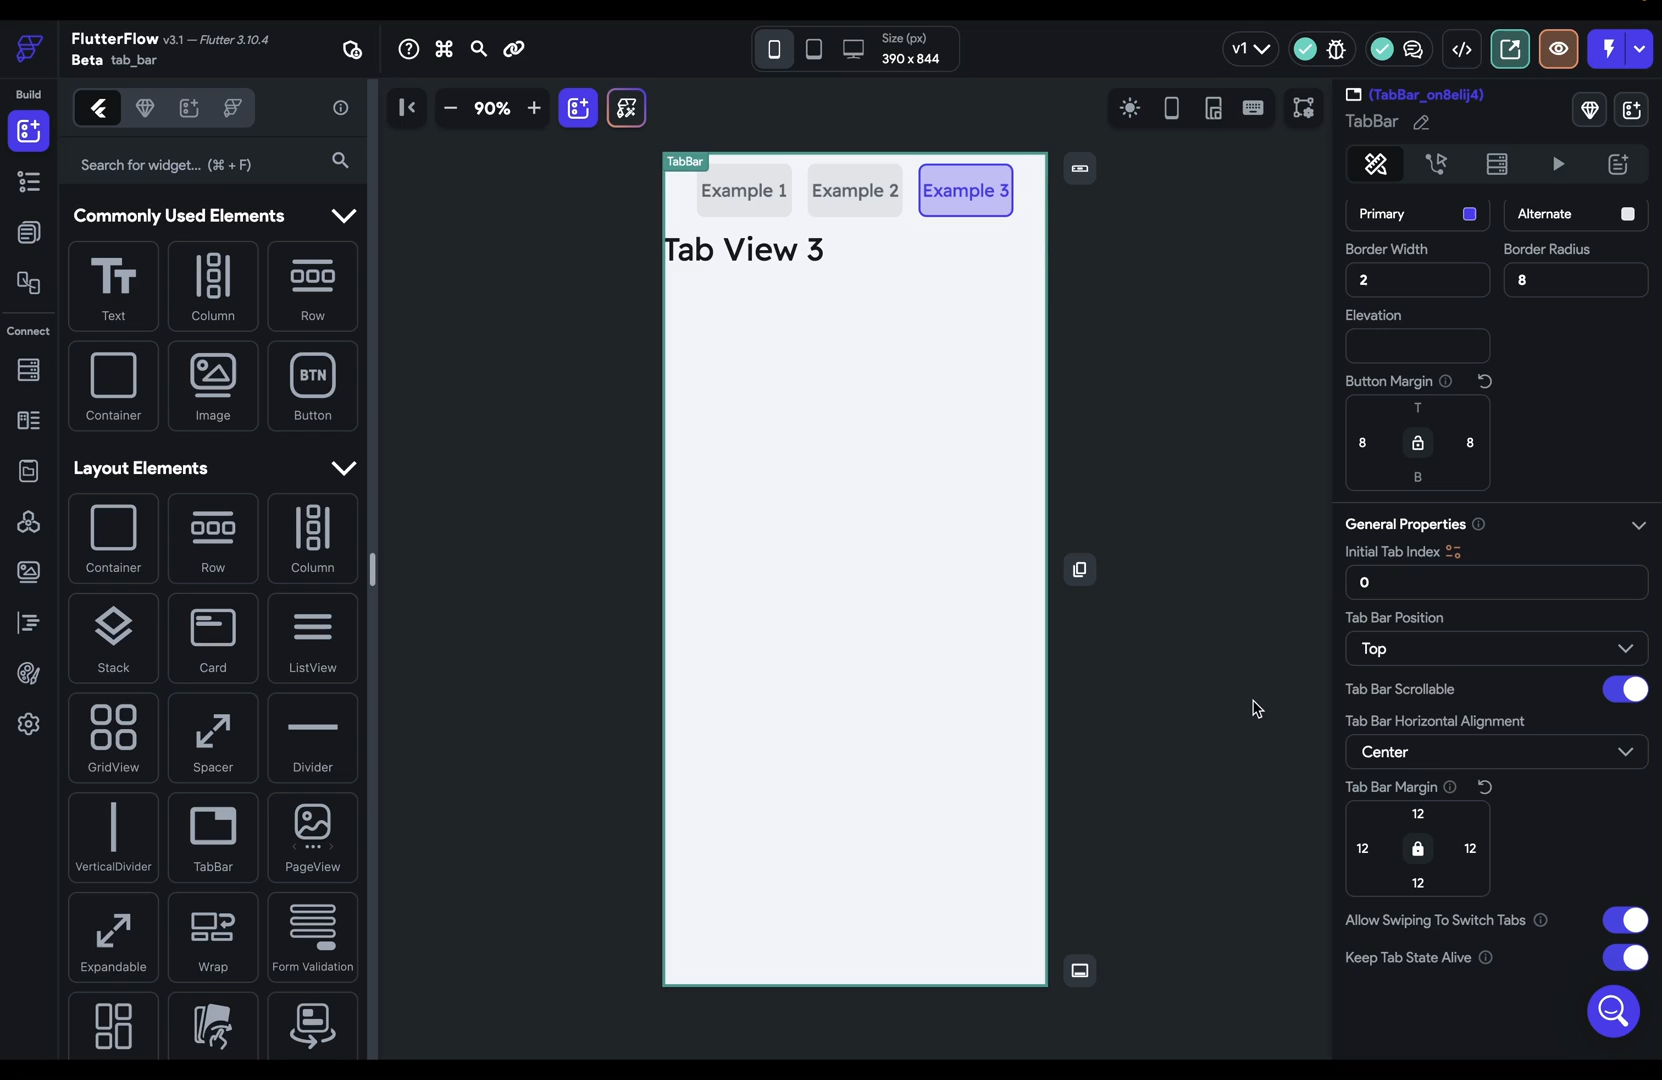 FlutterFlow v3.1 — Flutter 3.10.4
Beta tab_bar
Size (px)
390 x 844
v1
Build
Connect
90%
Search for widget... (⌘ + F)
Commonly Used Elements
Text
Column
Row
Container
Image
BTN
Button
Layout Elements
Container
Row
Column
Stack
Card
ListView
GridView
Spacer
Divider
VerticalDivider
TabBar
PageView
Expandable
Wrap
Form Validation
TabBar
Example 1
Example 2
Example 3
Tab View 3
(TabBar_on8elij4)
TabBar
Primary
Alternate
Border Width
Border Radius
2
8
Elevation
Button Margin
T
8
8
B
General Properties
Initial Tab Index
0
Tab Bar Position
Top
Tab Bar Scrollable
Tab Bar Horizontal Alignment
Center
Tab Bar Margin
12
12
12
12
Allow Swiping To Switch Tabs
Keep Tab State Alive